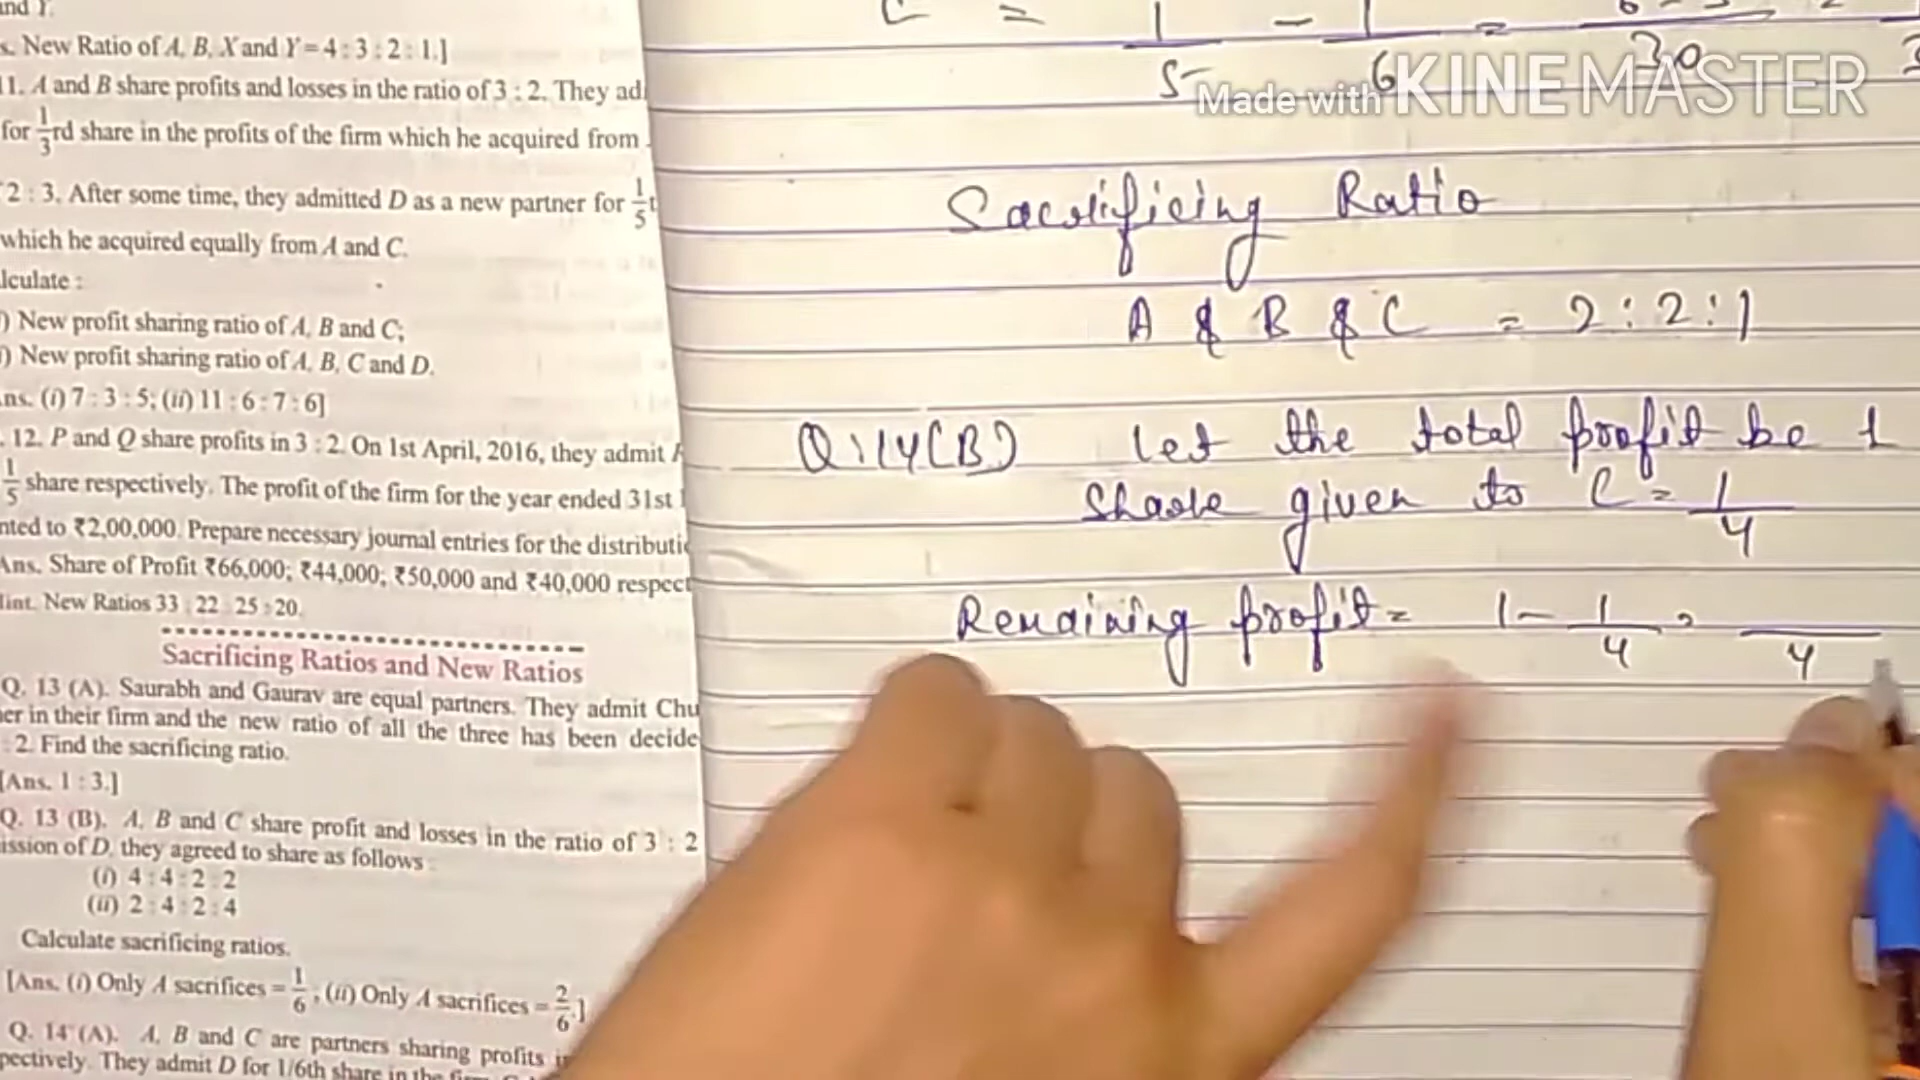 and Y.
s. New Ratio of A, B, X and Y = 4 : 3 : 2 : 1.]
11. A and B share profits and losses in the ratio of 3 : 2. They ad
for 1/3rd share in the profits of the firm which he acquired from
2 : 3. After some time, they admitted D as a new partner for 1/5t
which he acquired equally from A and C.
lculate :
) New profit sharing ratio of A, B and C;
) New profit sharing ratio of A, B, C and D.
ns. (i) 7 : 3 : 5; (ii) 11 : 6 : 7 : 6]
. 12. P and Q share profits in 3 : 2. On 1st April, 2016, they admit
1/5 share respectively. The profit of the firm for the year ended 31st
nted to ₹2,00,000. Prepare necessary journal entries for the distributi
Ans. Share of Profit ₹66,000; ₹44,000; ₹50,000 and ₹40,000 respect
lint. New Ratios 33 : 22 : 25 : 20.
Sacrificing Ratios and New Ratios
Q. 13 (A). Saurabh and Gaurav are equal partners. They admit Chu
er in their firm and the new ratio of all the three has been decide
: 2. Find the sacrificing ratio.
[Ans. 1 : 3.]
Q. 13 (B). A, B and C share profit and losses in the ratio of 3 : 2
ission of D, they agreed to share as follows :
(i) 4 : 4 : 2 : 2
(ii) 2 : 4 : 2 : 4
Calculate sacrificing ratios.
[Ans. (i) Only A sacrifices = 1/6, (ii) Only A sacrifices = 2/6.]
Q. 14 (A). A, B and C are partners sharing profits
pectively. They admit D for 1/6th share in the
C = 1/5 - 1/6 =
30
Made with KINEMASTER
Sacrificing Ratio
A & B & C = 2 : 2 : 1
Q.14(B) Let the total profit be 1
Share given to C = 1/4
Remaining profit = 1 - 1/4 = /4